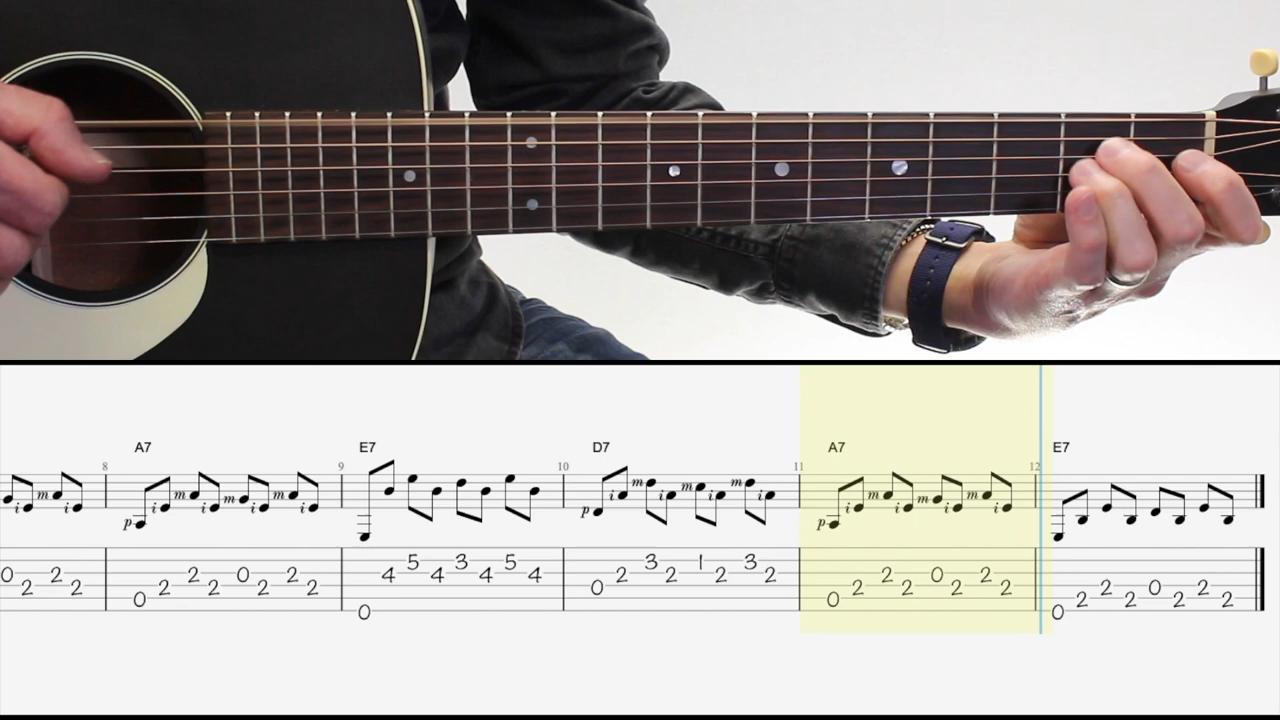 A7 E7 D7 A7 E7
8 9 10 11 12
i m i p i m i m i m i p i m i m i m i p i m i m i m i
5 3 5 3 1 3
0 2 4 4 4 4 2 2 2 2 0 2
2 2 2 2 0 2 2 2 0 2 2 2 2 2 0 2
0 0 2 2 2 2
0 0